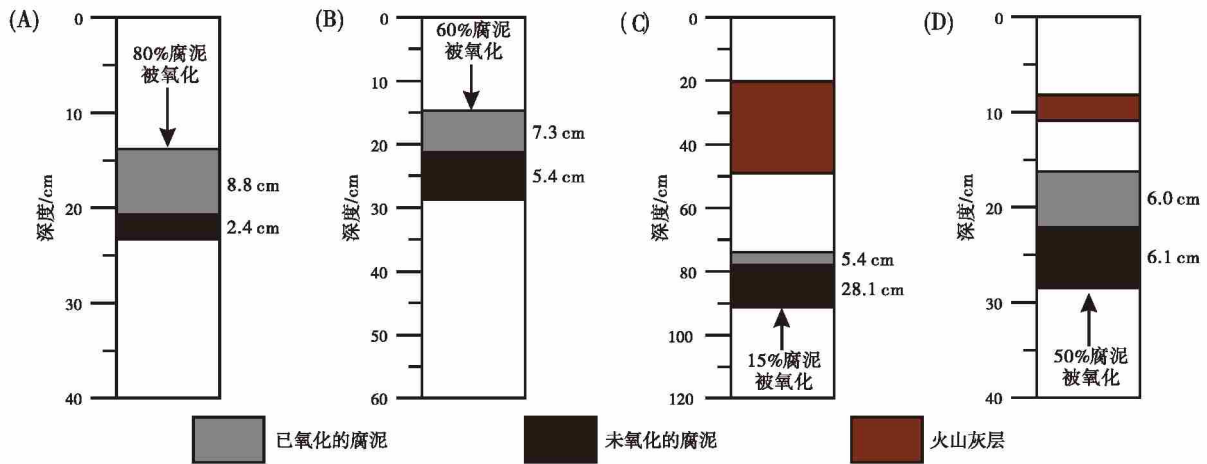 (A)
0
10
20
30
40
深度/cm
80%腐泥
被氧化
8.8 cm
2.4 cm
(B)
0
10
20
30
40
50
60
深度/cm
60%腐泥
被氧化
7.3 cm
5.4 cm
(C)
0
20
40
60
80
100
120
深度/cm
5.4 cm
28.1 cm
15%腐泥
被氧化
(D)
0
10
20
30
40
深度/cm
6.0 cm
6.1 cm
50%腐泥
被氧化
已氧化的腐泥
未氧化的腐泥
火山灰层